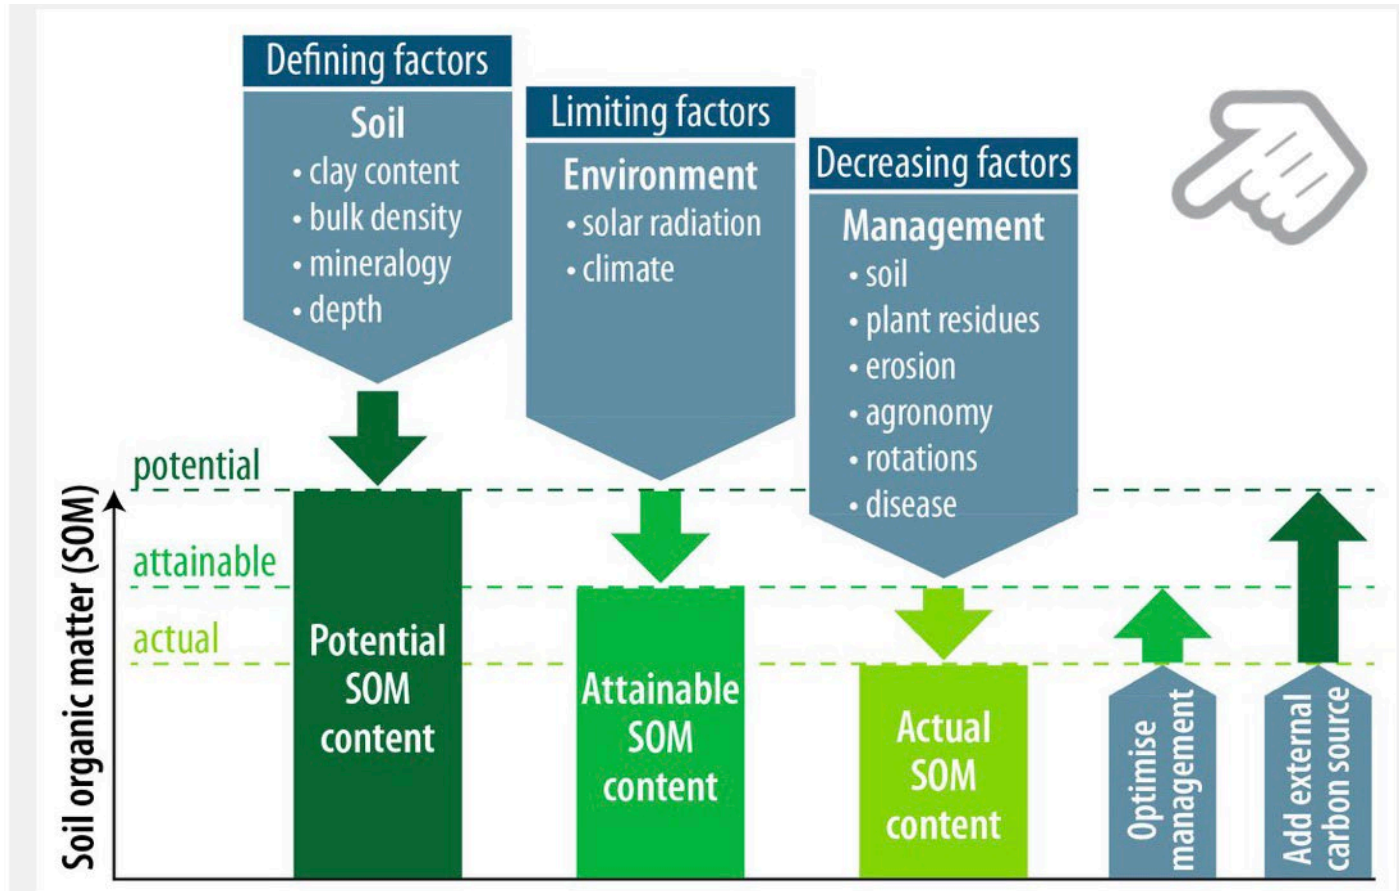 Defining factors
Soil
• clay content
• bulk density
• mineralogy
• depth
Limiting factors
Environment
• solar radiation
• climate
Decreasing factors
Management
• soil
• plant residues
• erosion
• agronomy
• rotations
• disease
Soil organic matter (SOM)
potential
attainable
actual
Potential
SOM
content
Attainable
SOM
content
Actual
SOM
content
Optimise
management
Add external
carbon source